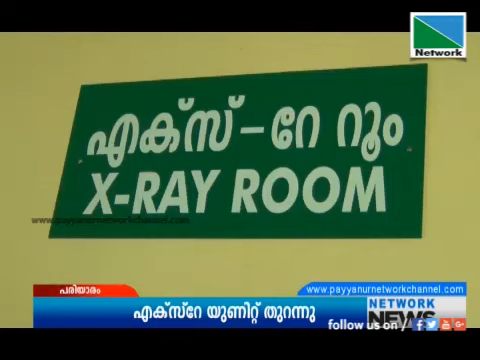 Network
എക്സ്-റേ റൂം
X-RAY ROOM
www.payyanurnetworkchannel.com
പരിയാരം
www.payyanurnetworkchannel.com
എക്സ്റേ യുണിറ്റ് തുറന്നു
NETWORK
NEWS
follow us on